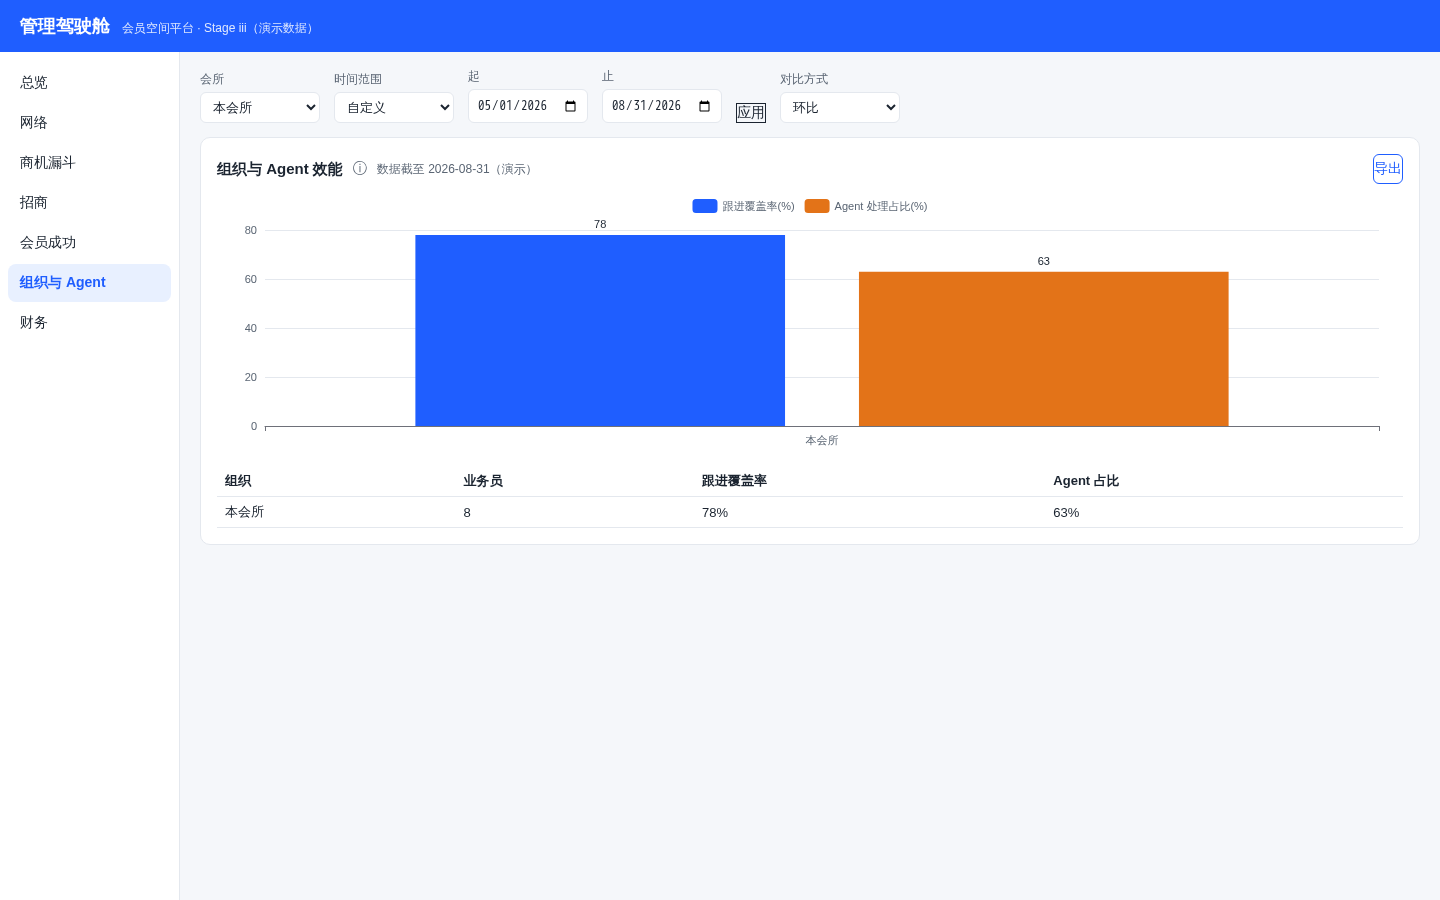 管理驾驶舱 会员空间平台 · Stage iii（演示数据）
总览
网络
商机漏斗
招商
会员成功
组织与 Agent
财务
会所 时间范围 起 止 对比方式
本会所 自定义 05/01/2026 08/31/2026 应用 环比
组织与 Agent 效能 ⓘ 数据截至 2026-08-31（演示） 导出
跟进覆盖率(%) Agent 处理占比(%)
80
60
40
20
0
78
63
本会所
组织 业务员 跟进覆盖率 Agent 占比
本会所 8 78% 63%